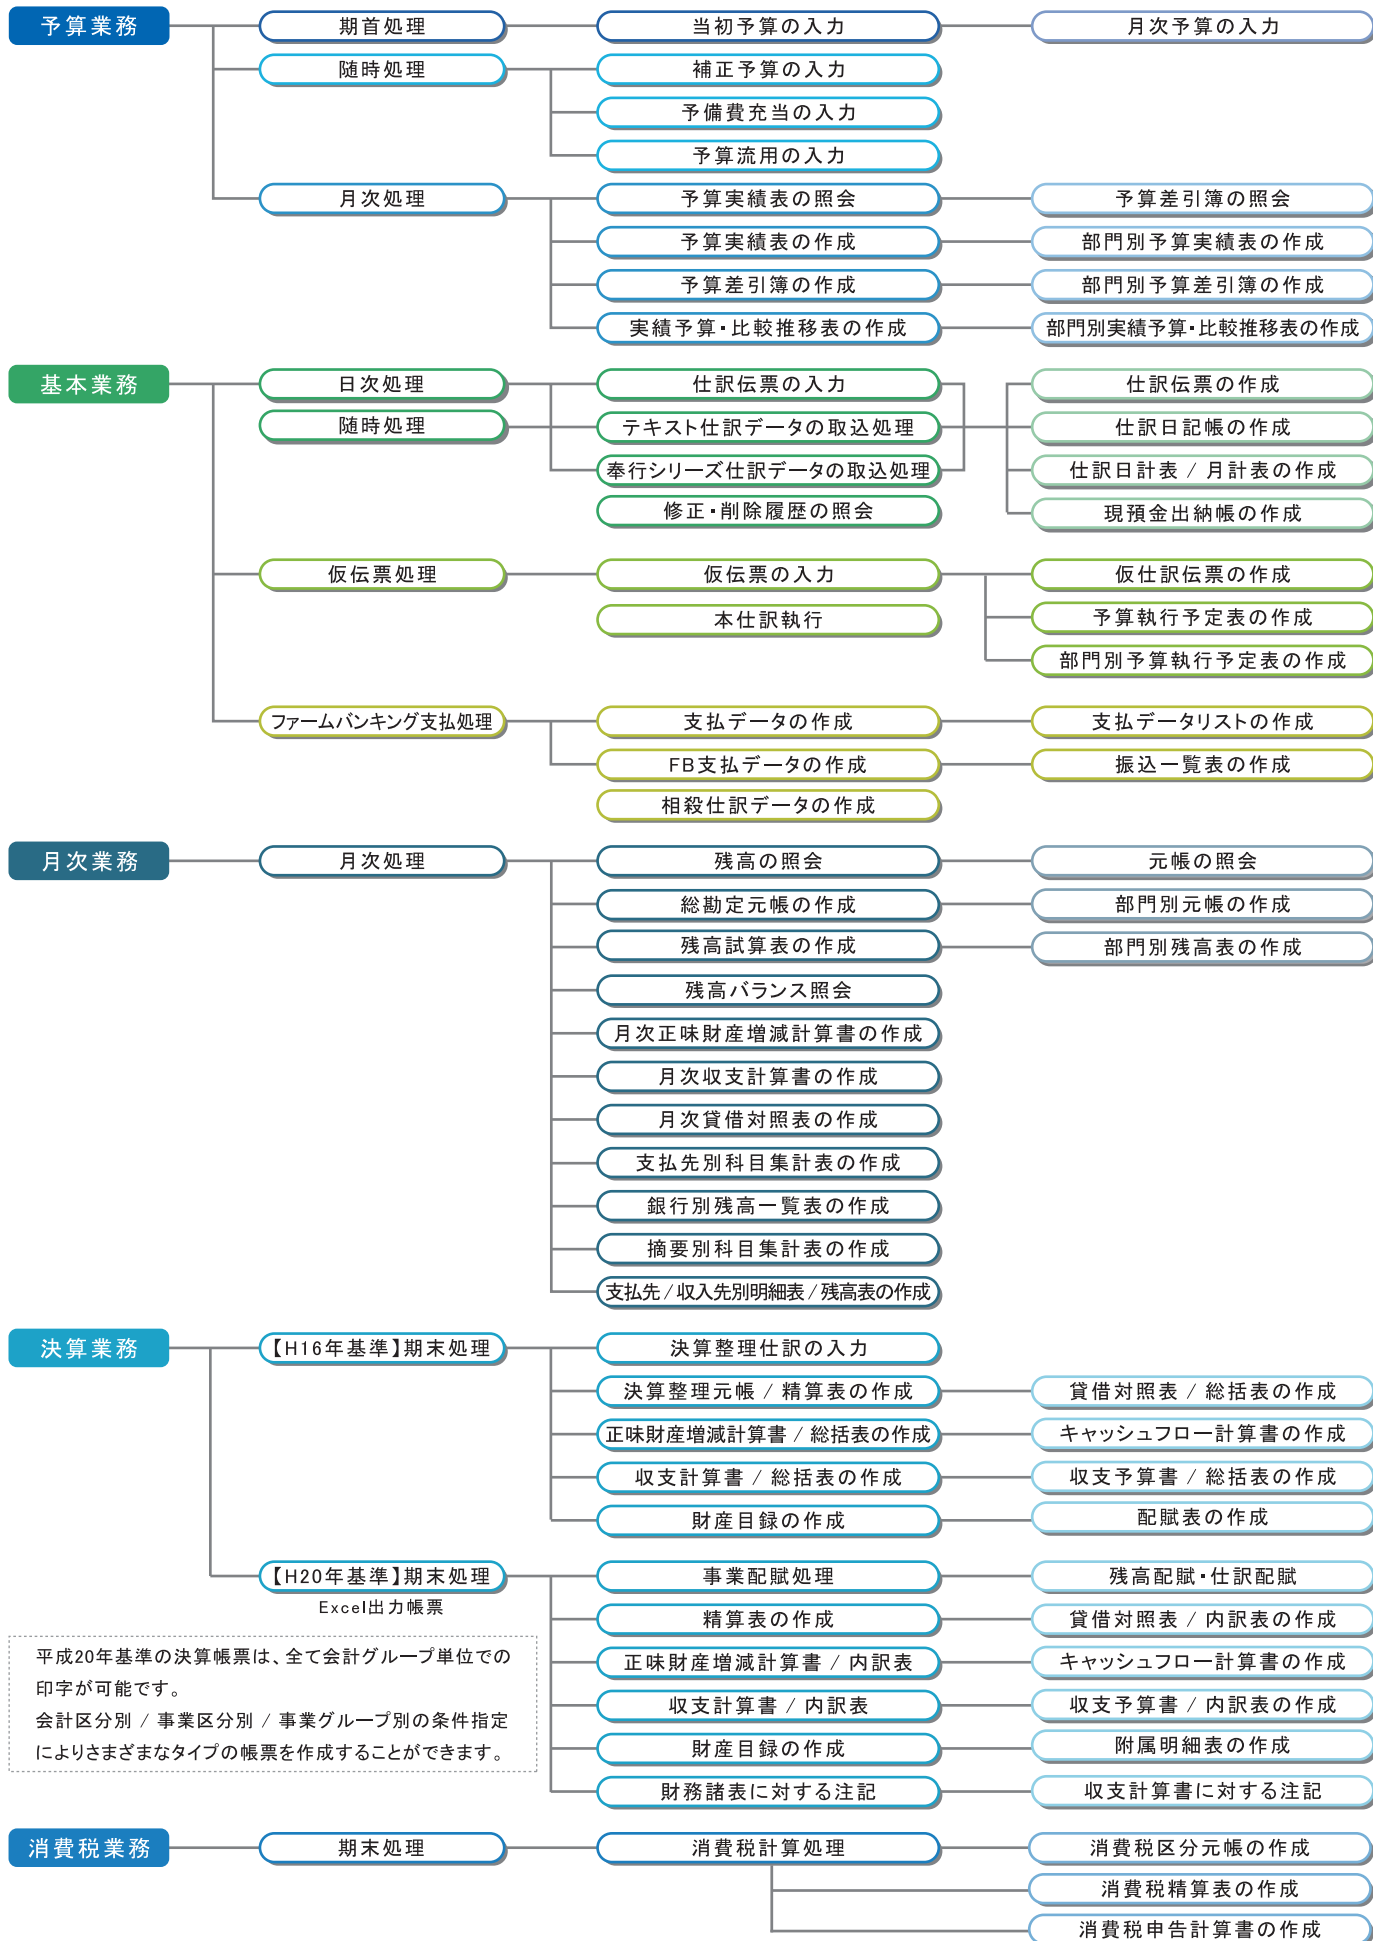 予算業務
期首処理
当初予算の入力
月次予算の入力
随時処理
補正予算の入力
予備費充当の入力
予算流用の入力
月次処理
予算実績表の照会
予算差引簿の照会
予算実績表の作成
部門別予算実績表の作成
予算差引簿の作成
部門別予算差引簿の作成
実績予算・比較推移表の作成
部門別実績予算・比較推移表の作成
基本業務
日次処理
仕訳伝票の入力
仕訳伝票の作成
随時処理
テキスト仕訳データの取込処理
仕訳日記帳の作成
奉行シリーズ仕訳データの取込処理
仕訳日計表 / 月計表の作成
修正・削除履歴の照会
現預金出納帳の作成
仮伝票処理
仮伝票の入力
仮仕訳伝票の作成
本仕訳執行
予算執行予定表の作成
部門別予算執行予定表の作成
ファームバンキング支払処理
支払データの作成
支払データリストの作成
FB支払データの作成
振込一覧表の作成
相殺仕訳データの作成
月次業務
月次処理
残高の照会
元帳の照会
総勘定元帳の作成
部門別元帳の作成
残高試算表の作成
部門別残高表の作成
残高バランス照会
月次正味財産増減計算書の作成
月次収支計算書の作成
月次貸借対照表の作成
支払先別科目集計表の作成
銀行別残高一覧表の作成
摘要別科目集計表の作成
支払先 / 収入先別明細表 / 残高表の作成
決算業務
【H16年基準】期末処理
決算整理仕訳の入力
決算整理元帳 / 精算表の作成
貸借対照表 / 総括表の作成
正味財産増減計算書 / 総括表の作成
キャッシュフロー計算書の作成
収支計算書 / 総括表の作成
収支予算書 / 総括表の作成
財産目録の作成
配賦表の作成
【H20年基準】期末処理
Excel出力帳票
事業配賦処理
残高配賦・仕訳配賦
精算表の作成
貸借対照表 / 内訳表の作成
正味財産増減計算書 / 内訳表
キャッシュフロー計算書の作成
収支計算書 / 内訳表
収支予算書 / 内訳表の作成
財産目録の作成
附属明細表の作成
財務諸表に対する注記
収支計算書に対する注記
平成20年基準の決算帳票は、全て会計グループ単位での
印字が可能です。
会計区分別 / 事業区分別 / 事業グループ別の条件指定
によりさまざまなタイプの帳票を作成することができます。
消費税業務
期末処理
消費税計算処理
消費税区分元帳の作成
消費税精算表の作成
消費税申告計算書の作成